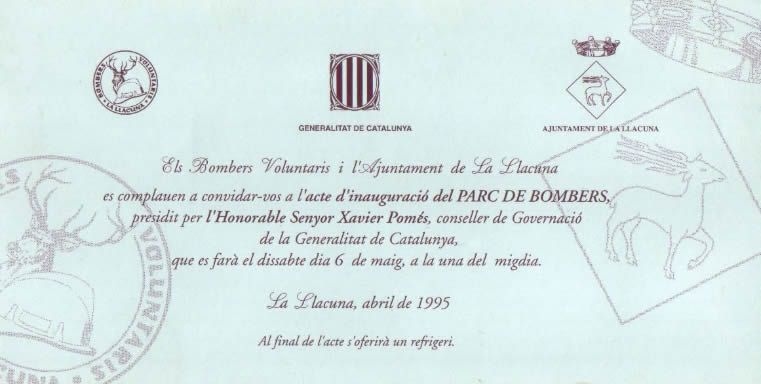 BOMBERS VOLUNTARIS
· LA LLACUNA ·
GENERALITAT DE CATALUNYA
AJUNTAMENT DE LA LLACUNA
Els Bombers Voluntaris i l'Ajuntament de La Llacuna
es complauen a convidar-vos a l'acte d'inauguració del PARC DE BOMBERS,
presidit per l'Honorable Senyor Xavier Pomés, conseller de Governació
de la Generalitat de Catalunya,
que es farà el dissabte dia 6 de maig, a la una del migdia.
La Llacuna, abril de 1995
Al final de l'acte s'oferirà un refrigeri.
BERS
VOLUNTARIS
CUNA